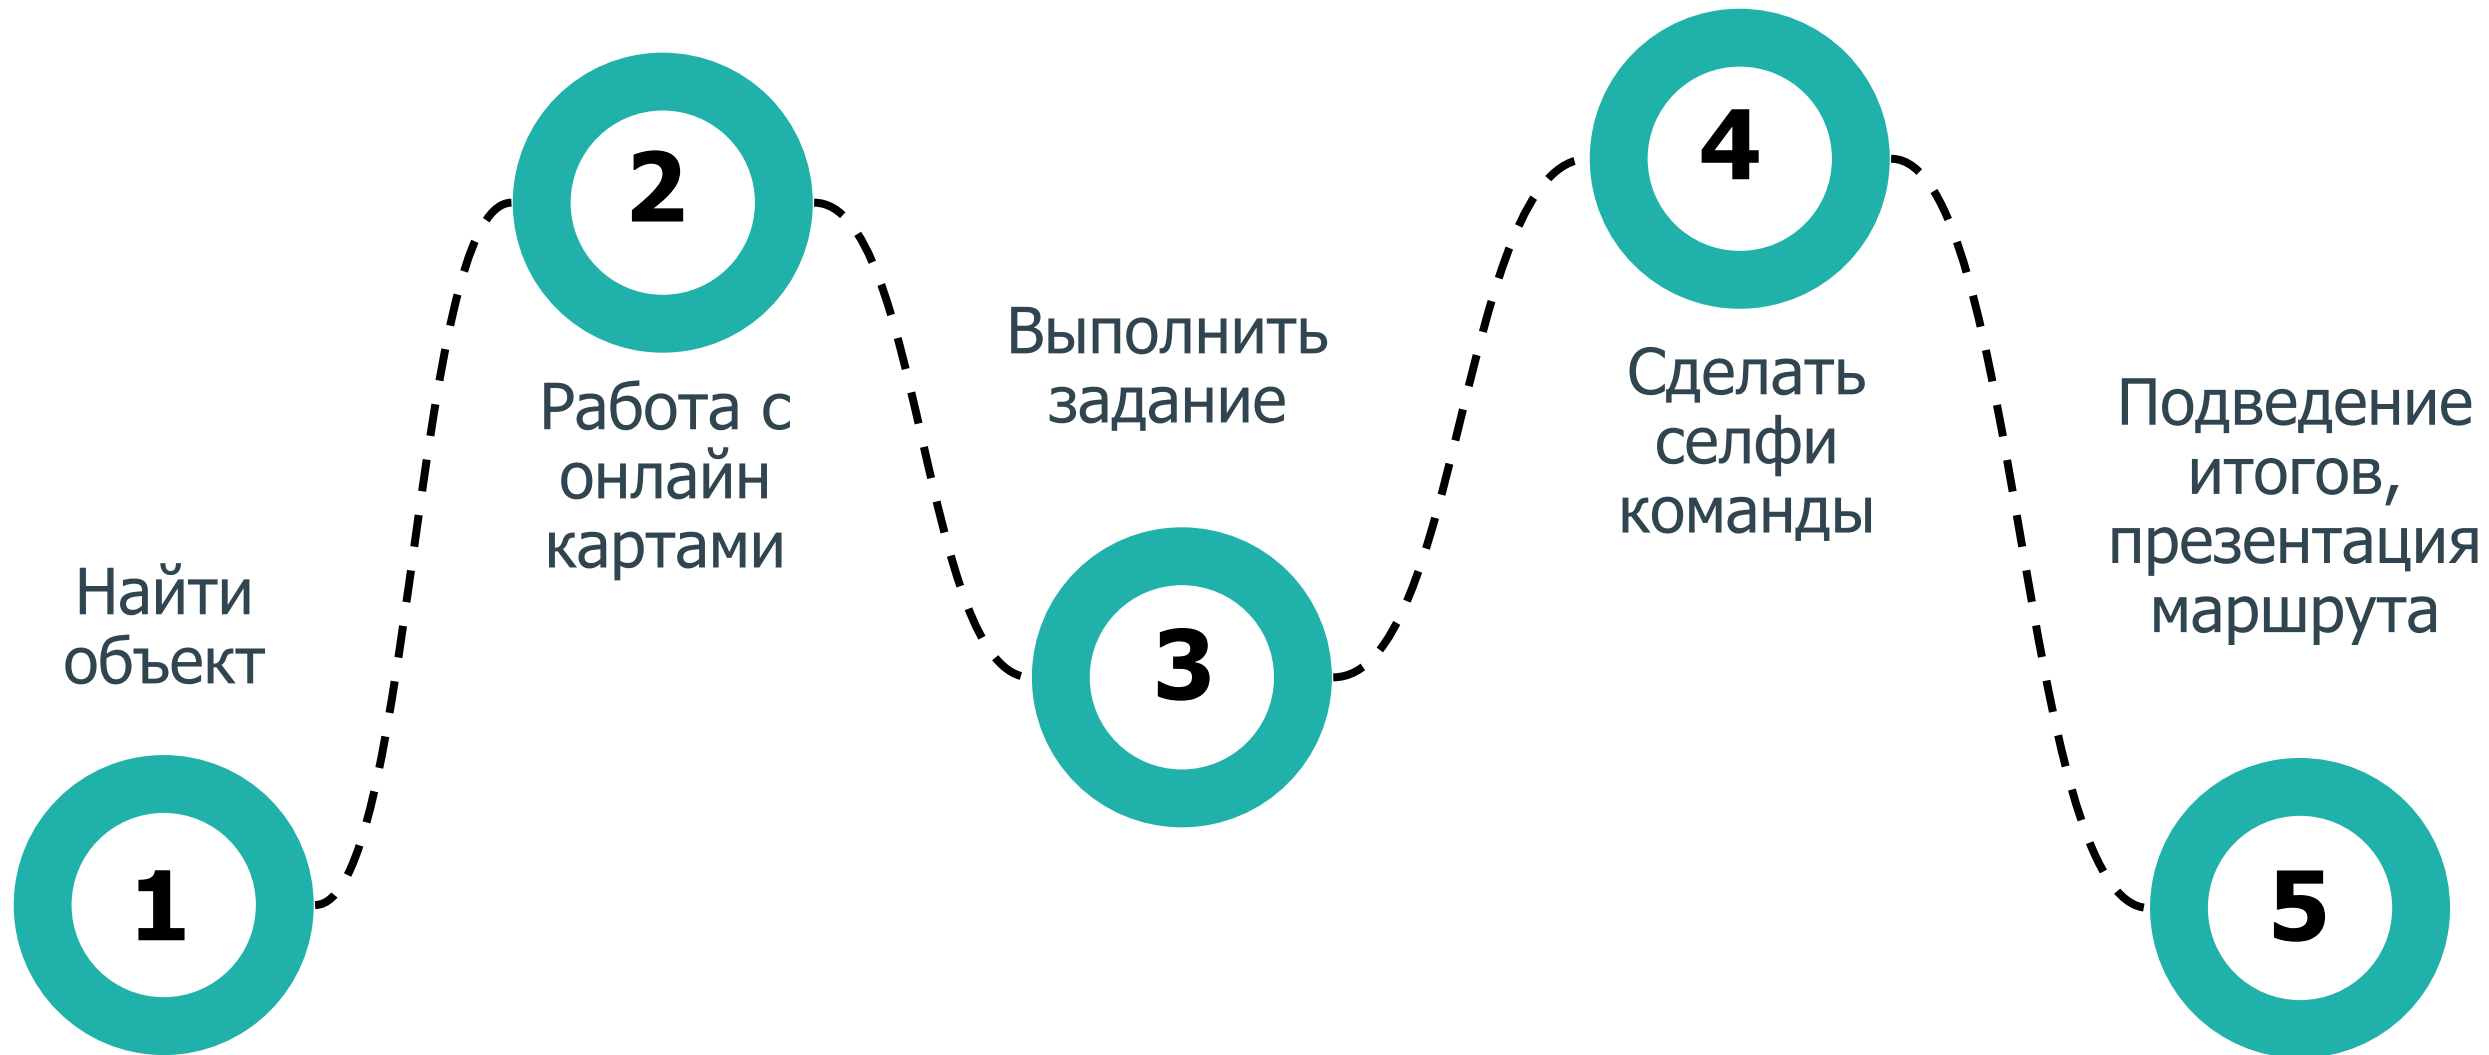 1
Найти
объект
2
Работа с
онлайн
картами
3
Выполнить
задание
4
Сделать
селфи
команды
5
Подведение
итогов,
презентация
маршрута